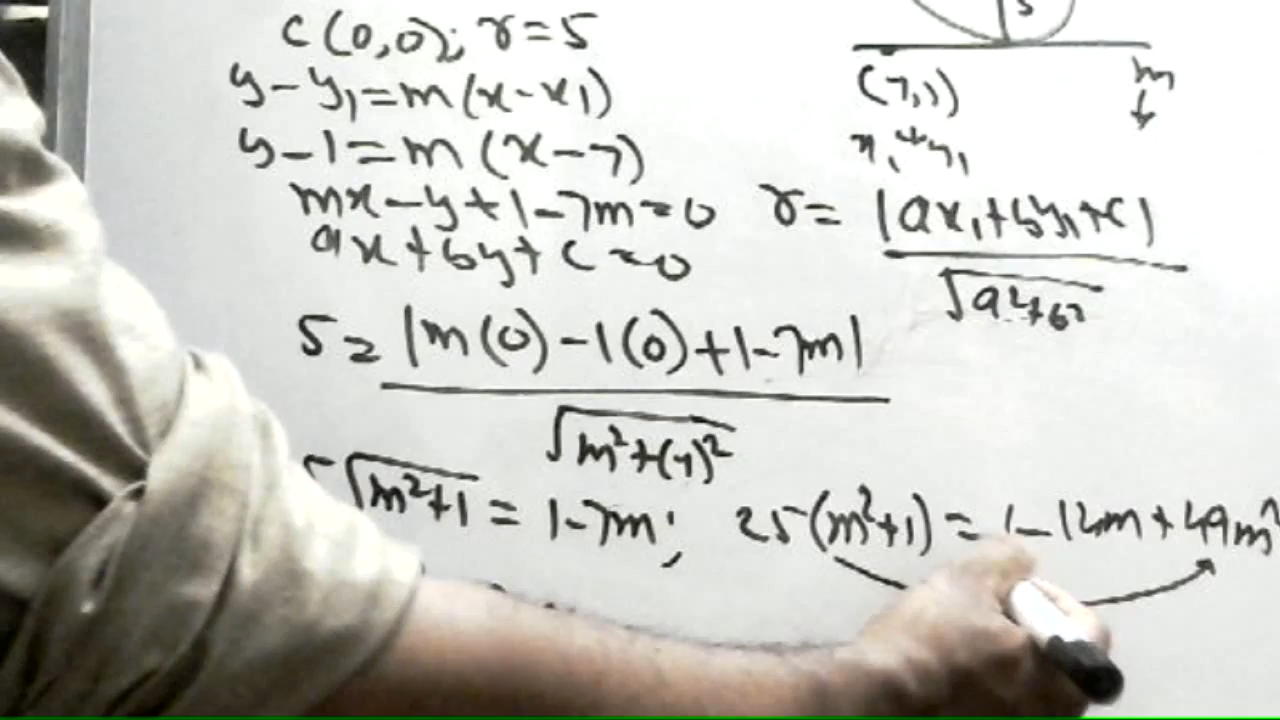 C(0,0); r=5
5
y-y₁=m(x-x₁)
(7,1)
m
↓
y-1=m(x-7)
x₁ y₁
mx-y+1-7m=0
r= |ax₁+by₁+c|
√a²+b²
ax+by+c=0
5= |m(0)-1(0)+1-7m|
√m²+(-1)²
5√m²+1 = 1-7m; 25(m²+1) = 1-14m+49m²